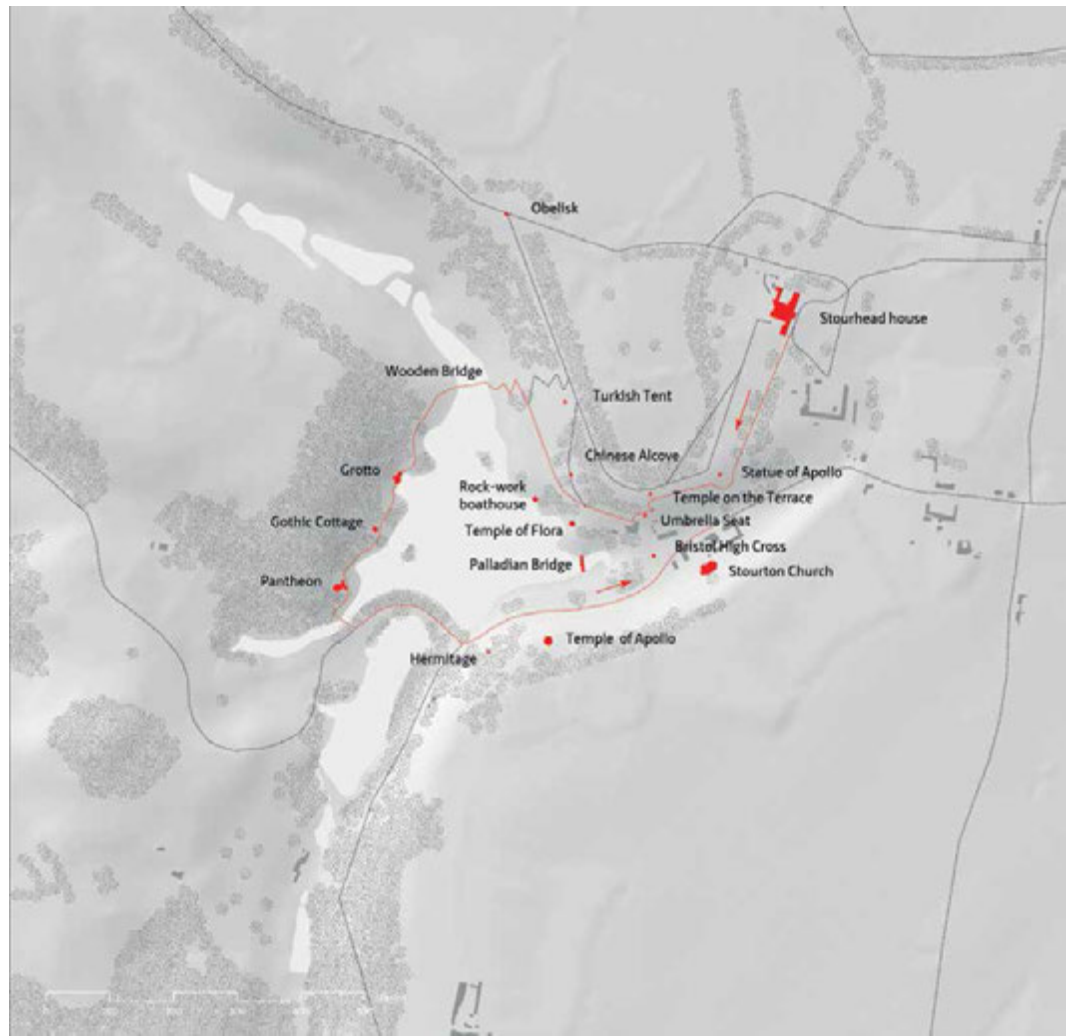 Obelisk
Stourhead house
Wooden Bridge
Turkish Tent
Chinese Alcove
Grotto
Statue of Apollo
Rock-work
boathouse
Temple on the Terrace
Gothic Cottage
Umbrella Seat
Temple of Flora
Bristol High Cross
Palladian Bridge
Stourton Church
Pantheon
Temple of Apollo
Hermitage